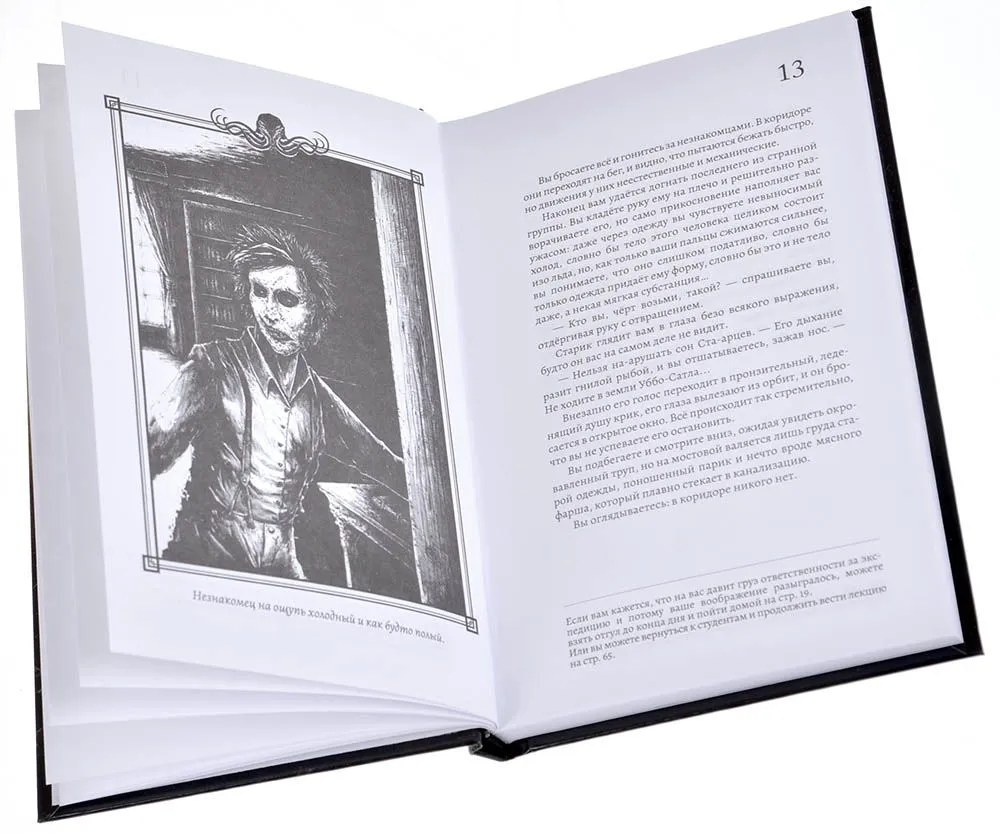 Незнакомец на ощупь холодный и как будто полый.
13
Вы бросаете всё и гонитесь за незнакомцами. В коридоре
они переходят на бег, и видно, что пытаются бежать быстро,
но движения у них неестественные и механические.
Наконец вам удаётся догнать последнего из странной
группы. Вы кладёте руку ему на плечо и решительно раз-
ворачиваете его, но само прикосновение наполняет вас
ужасом: даже через одежду вы чувствуете невыносимый
холод, словно бы тело этого человека целиком состоит
изо льда, но, как только ваши пальцы сжимаются сильнее,
вы понимаете, что оно слишком податливо, словно бы
только одежда придаёт ему форму, словно бы это и не тело
даже, а некая мягкая субстанция...
— Кто вы, чёрт возьми, такой? — спрашиваете вы,
отдёргивая руку с отвращением.
Старик глядит вам в глаза безо всякого выражения,
будто он вас на самом деле не видит.
— Нельзя на-арушать сон Ста-арцев. — Его дыхание
разит гнилой рыбой, и вы отшатываетесь, зажав нос. —
Не ходите в земли Уббо-Сатла...
Внезапно его голос переходит в пронзительный, леде-
нящий душу крик, его глаза вылезают из орбит, и он бро-
сается в открытое окно. Всё происходит так стремительно,
что вы не успеваете его остановить.
Вы подбегаете и смотрите вниз, ожидая увидеть окро-
вавленный труп, но на мостовой валяется лишь груда ста-
рой одежды, поношенный парик и нечто вроде мясного
фарша, который плавно стекает в канализацию.
Вы оглядываетесь: в коридоре никого нет.
Если вам кажется, что на вас давит груз ответственности за экс-
педицию и потому ваше воображение разыгралось, можете
взять отгул до конца дня и пойти домой на стр. 19.
Или вы можете вернуться к студентам и продолжить вести лекцию
на стр. 65.